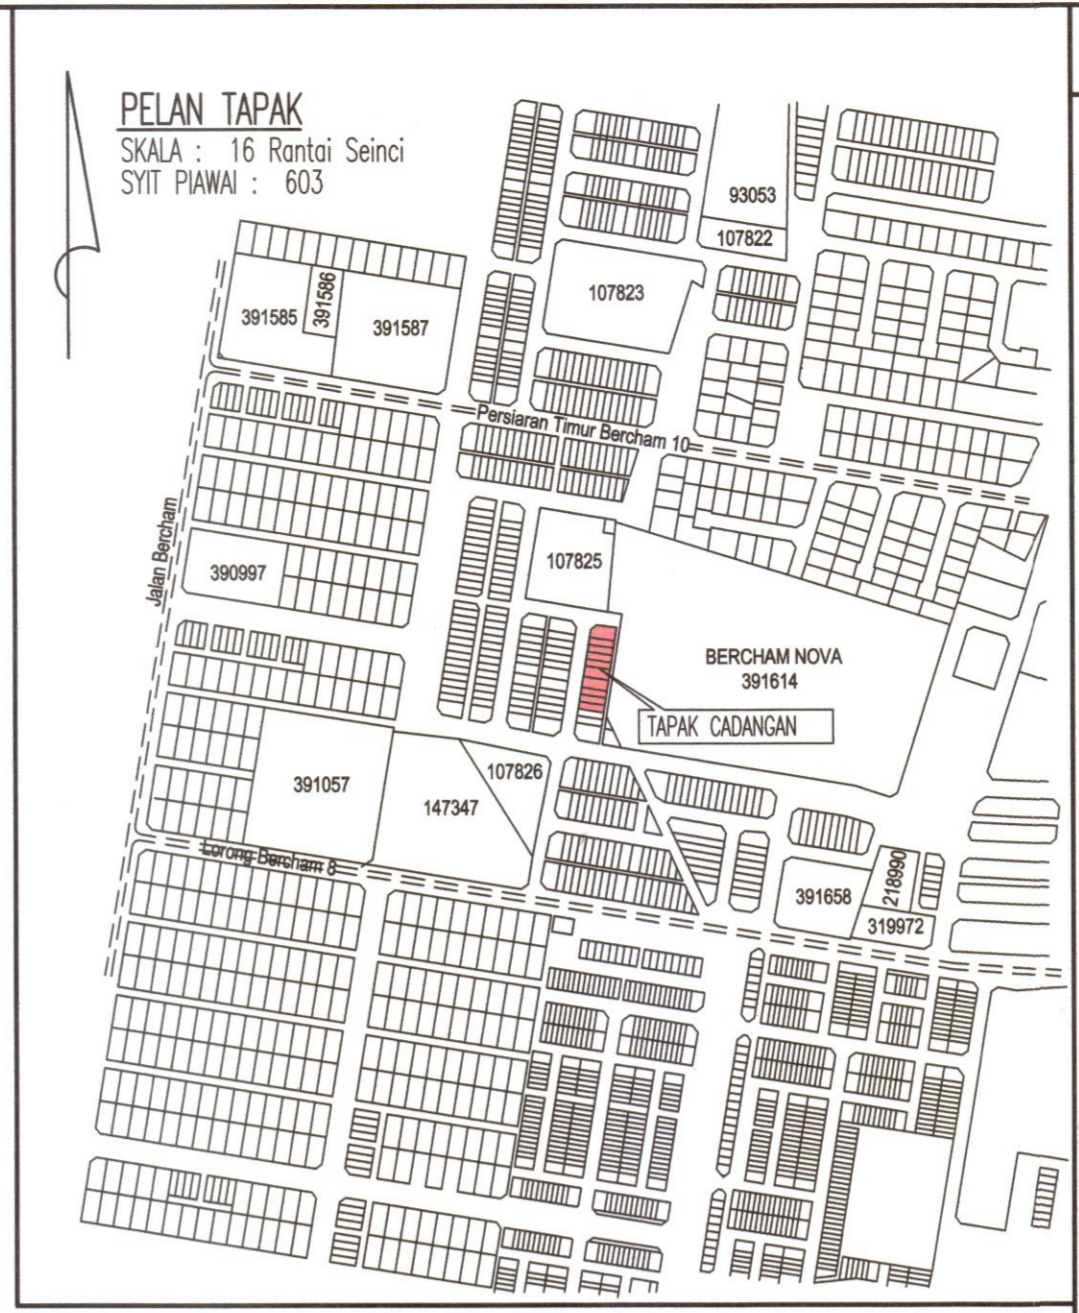 PELAN TAPAK
SKALA : 16 Rantai Seinci
SYIT PIAWAI : 603
93053
107822
107823
391585
391586
391587
Persiaran Timur Bercham 10
Jalan Bercham
107825
390997
BERCHAM NOVA
391614
TAPAK CADANGAN
107826
391057
147347
Lorong Bercham 8
218990
391658
319972